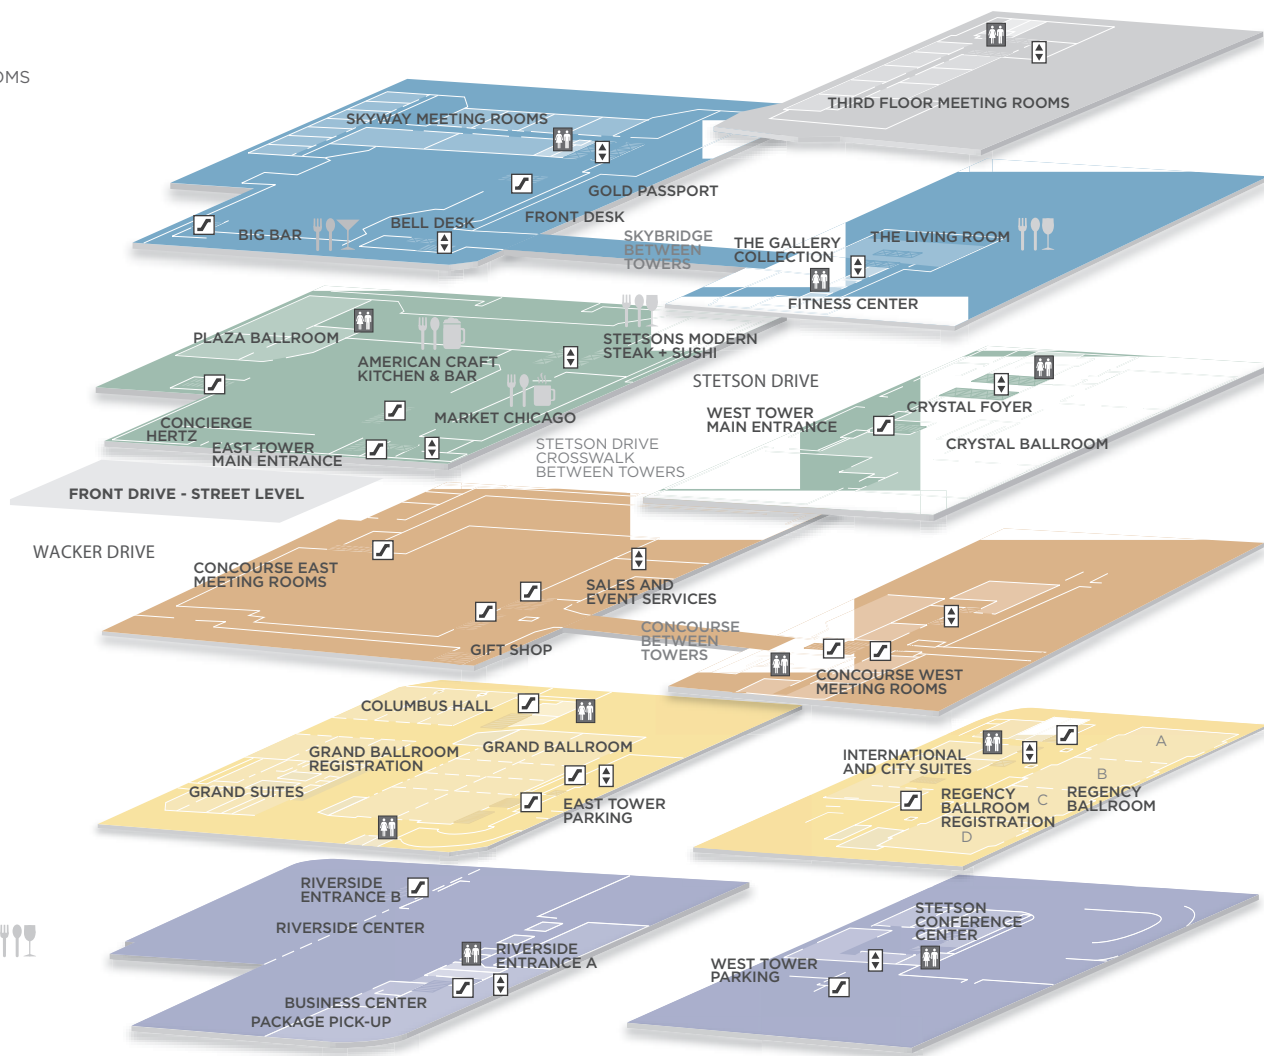 OMS
THIRD FLOOR MEETING ROOMS
SKYWAY MEETING ROOMS
GOLD PASSPORT
FRONT DESK
BELL DESK
BIG BAR
SKYBRIDGE
BETWEEN
TOWERS
THE GALLERY
COLLECTION
THE LIVING ROOM
FITNESS CENTER
PLAZA BALLROOM
AMERICAN CRAFT
KITCHEN & BAR
STETSONS MODERN
STEAK + SUSHI
STETSON DRIVE
MARKET CHICAGO
CONCIERGE
HERTZ
EAST TOWER
MAIN ENTRANCE
STETSON DRIVE
CROSSWALK
BETWEEN TOWERS
WEST TOWER
MAIN ENTRANCE
CRYSTAL FOYER
CRYSTAL BALLROOM
FRONT DRIVE - STREET LEVEL
WACKER DRIVE
CONCOURSE EAST
MEETING ROOMS
SALES AND
EVENT SERVICES
GIFT SHOP
CONCOURSE
BETWEEN
TOWERS
CONCOURSE WEST
MEETING ROOMS
COLUMBUS HALL
GRAND BALLROOM
REGISTRATION
GRAND BALLROOM
GRAND SUITES
EAST TOWER
PARKING
INTERNATIONAL
AND CITY SUITES
A
B
C
D
REGENCY
BALLROOM
REGISTRATION
REGENCY
BALLROOM
RIVERSIDE
ENTRANCE B
RIVERSIDE CENTER
RIVERSIDE
ENTRANCE A
BUSINESS CENTER
PACKAGE PICK-UP
STETSON
CONFERENCE
CENTER
WEST TOWER
PARKING